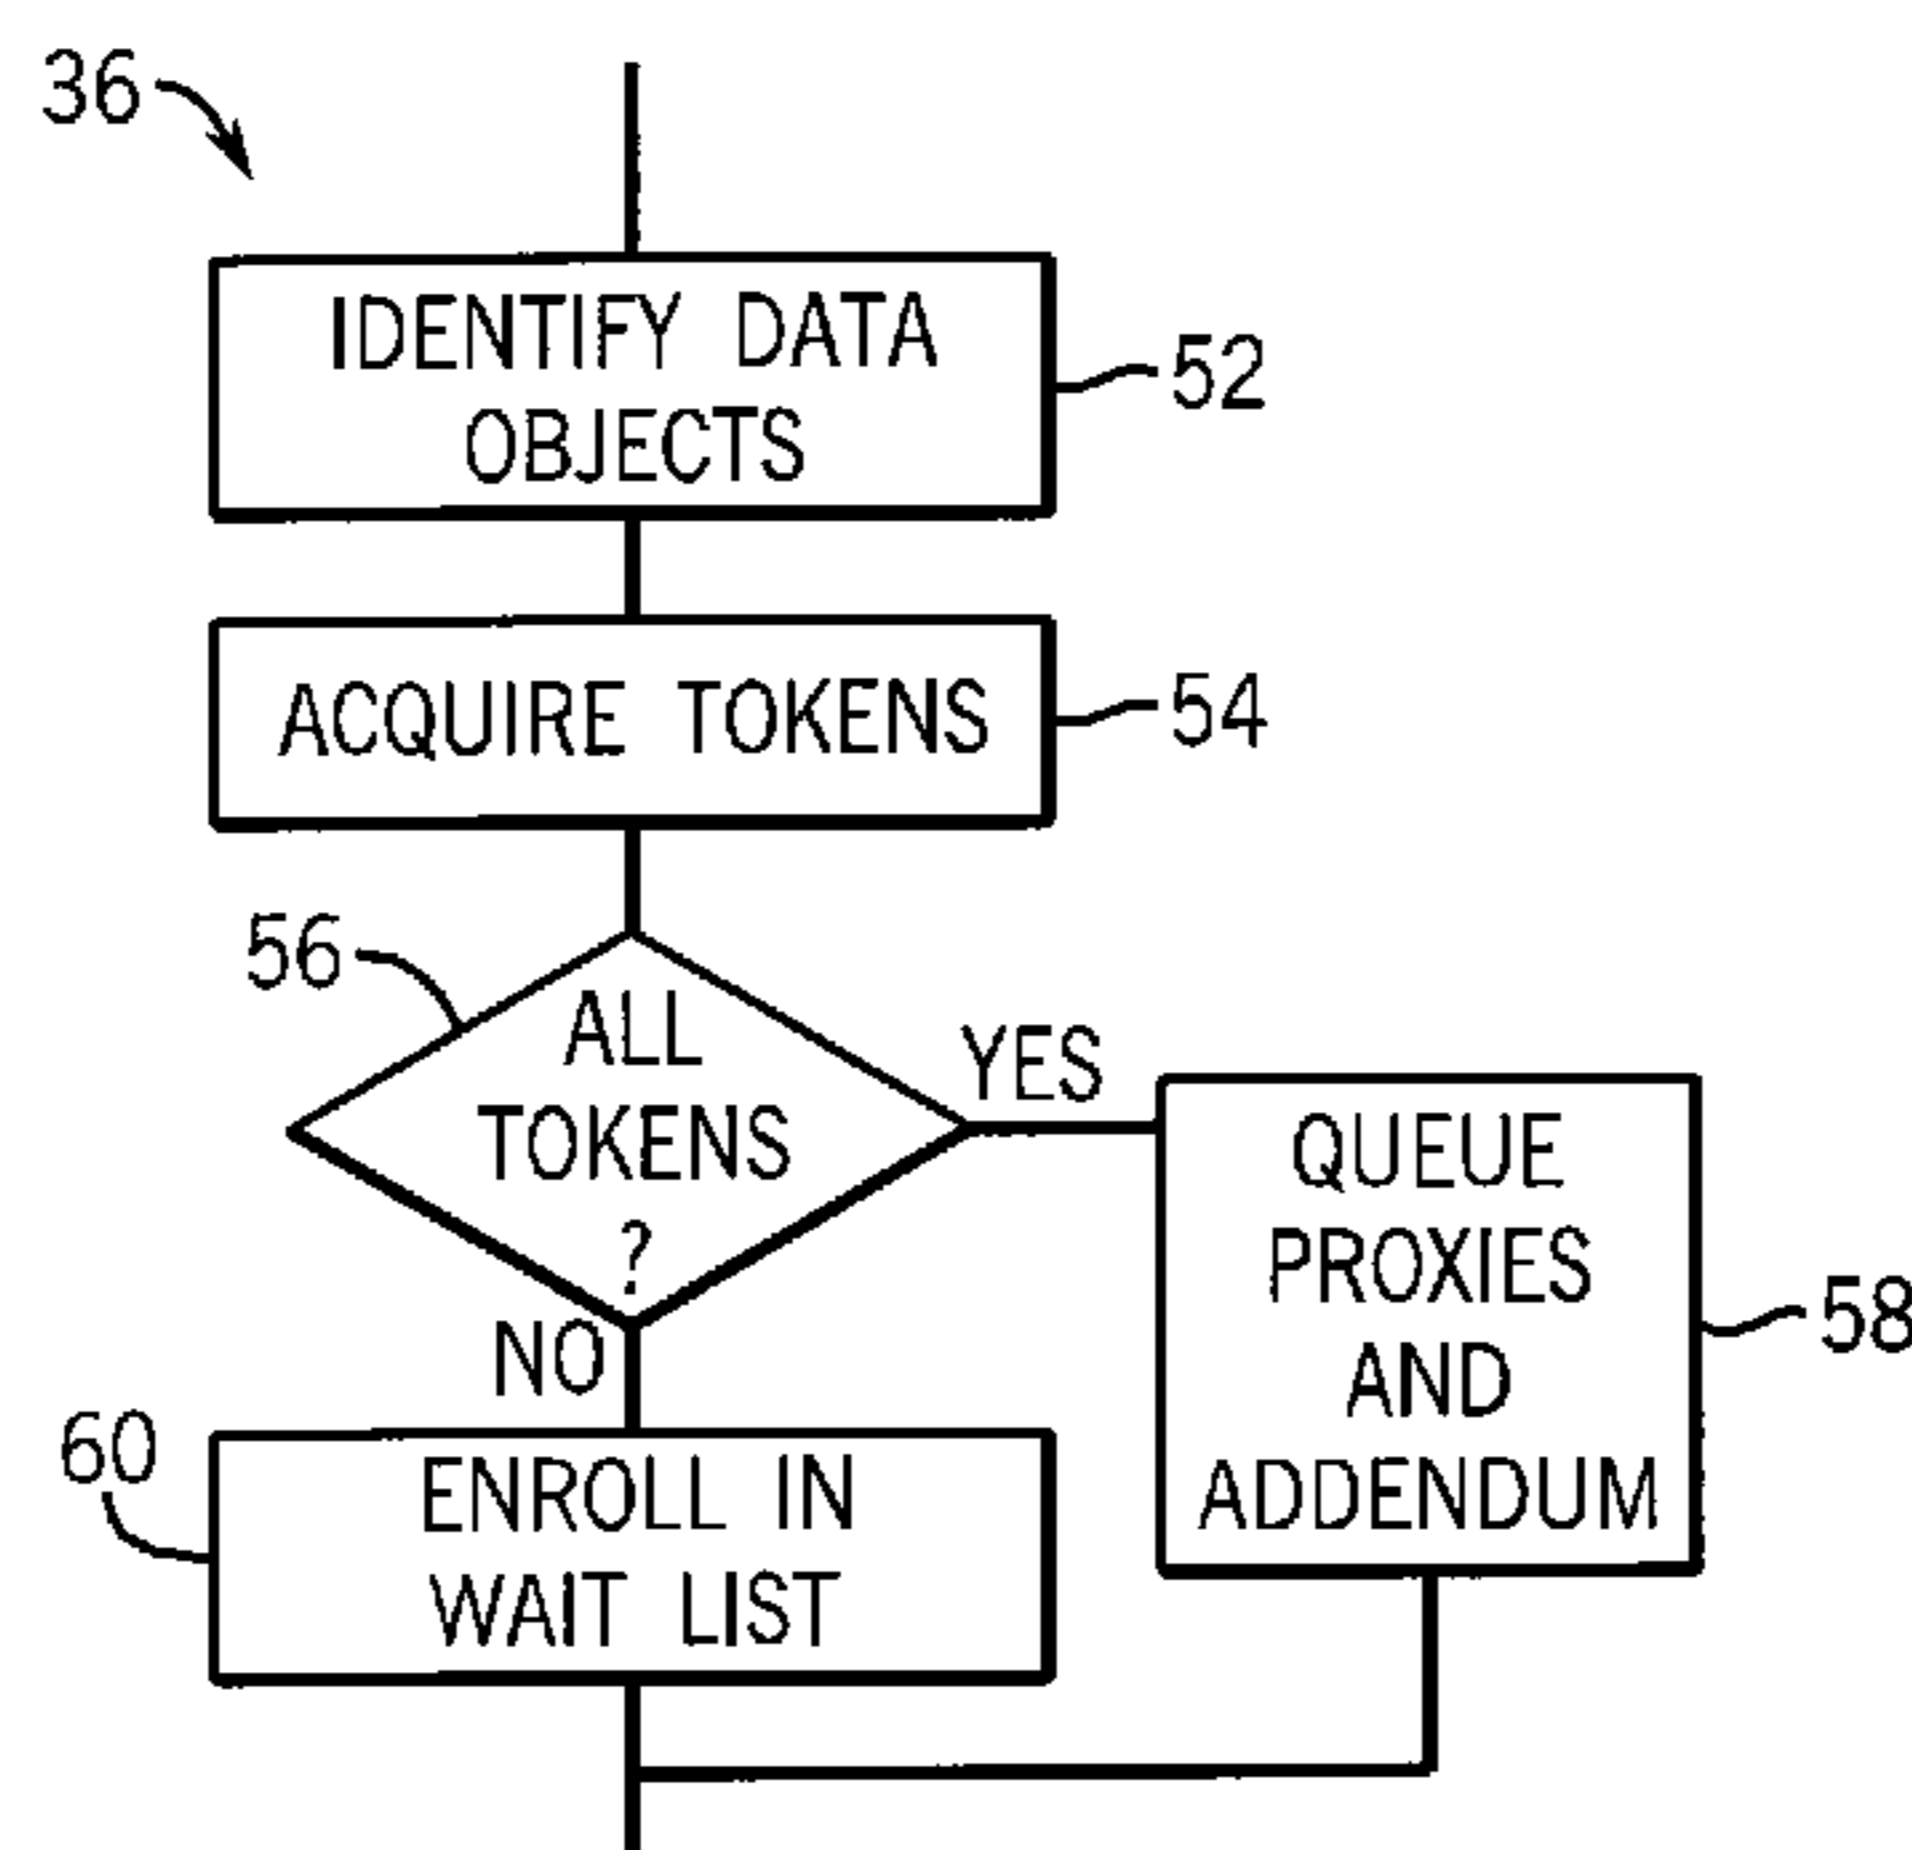 36
IDENTIFY DATA
OBJECTS
52
ACQUIRE TOKENS
54
56
ALL
TOKENS
?
YES
NO
QUEUE
PROXIES
AND
ADDENDUM
58
60
ENROLL IN
WAIT LIST